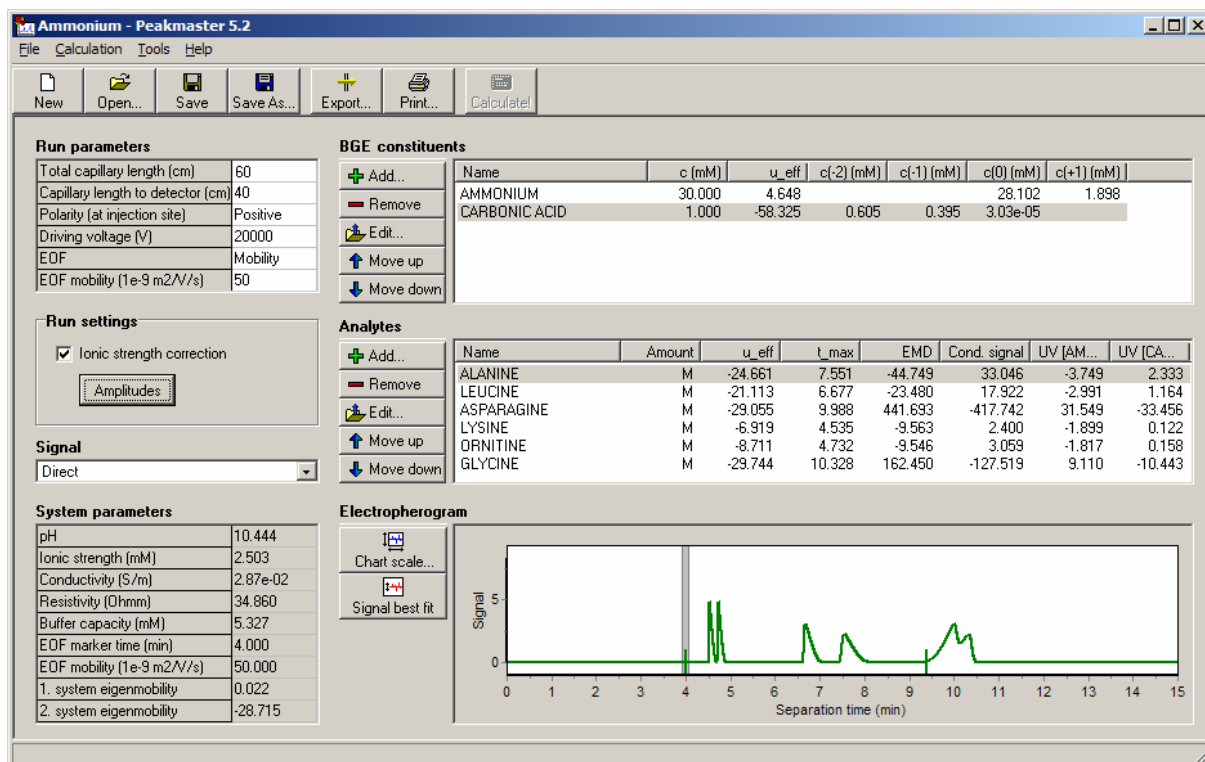 Ammonium - Peakmaster 5.2
File Calculation Tools Help
New Open... Save Save As... Export... Print... Calculate!
Run parameters
Total capillary length (cm) 60
Capillary length to detector (cm) 40
Polarity (at injection site) Positive
Driving voltage (V) 20000
EOF Mobility
EOF mobility (1e-9 m2/V/s) 50
Run settings
Ionic strength correction
Amplitudes
Signal
Direct
System parameters
pH 10.444
Ionic strength (mM) 2.503
Conductivity (S/m) 2.87e-02
Resistivity (Ohmm) 34.860
Buffer capacity (mM) 5.327
EOF marker time (min) 4.000
EOF mobility (1e-9 m2/V/s) 50.000
1. system eigenmobility 0.022
2. system eigenmobility -28.715
BGE constituents
Add...
Remove
Edit...
Move up
Move down
Name c (mM) u_eff c(-2) (mM) c(-1) (mM) c(0) (mM) c(+1) (mM)
AMMONIUM 30.000 4.648 28.102 1.898
CARBONIC ACID 1.000 -58.325 0.605 0.395 3.03e-05
Analytes
Add...
Remove
Edit...
Move up
Move down
Name Amount u_eff t_max EMD Cond. signal UV [AM... UV [CA...
ALANINE M -24.661 7.551 -44.749 33.046 -3.749 2.333
LEUCINE M -21.113 6.677 -23.480 17.922 -2.991 1.164
ASPARAGINE M -29.055 9.988 441.693 -417.742 31.549 -33.456
LYSINE M -6.919 4.535 -9.563 2.400 -1.899 0.122
ORNITINE M -8.711 4.732 -9.546 3.059 -1.817 0.158
GLYCINE M -29.744 10.328 162.450 -127.519 9.110 -10.443
Electropherogram
Chart scale...
Signal best fit
Signal
5
0
0 1 2 3 4 5 6 7 8 9 10 11 12 13 14 15
Separation time (min)